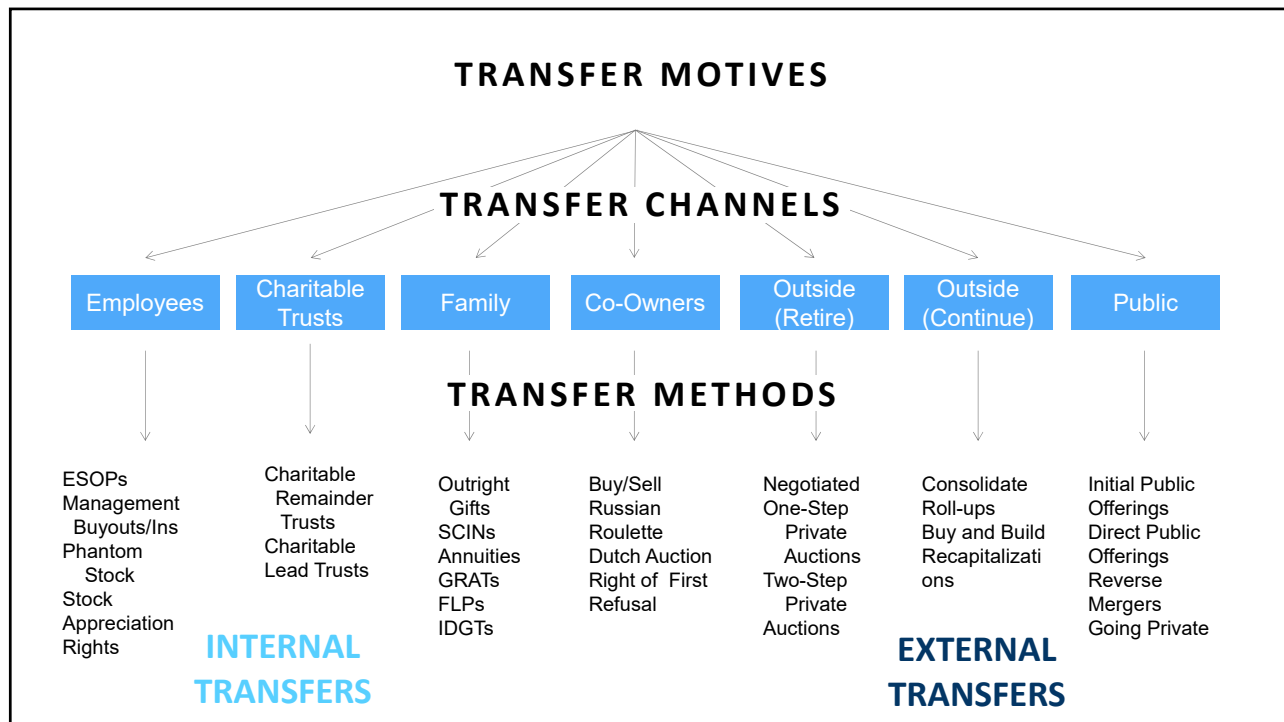 TRANSFER MOTIVES
TRANSFER CHANNELS
Employees
Charitable
Trusts
Family
Co-Owners
Outside
(Retire)
Outside
(Continue)
Public
TRANSFER METHODS
ESOPs
Management
Buyouts/Ins
Phantom
Stock
Stock
Appreciation
Rights
Charitable
Remainder
Trusts
Charitable
Lead Trusts
Outright
Gifts
SCINs
Annuities
GRATs
FLPs
IDGTs
Buy/Sell
Russian
Roulette
Dutch Auction
Right of First
Refusal
Negotiated
One-Step
Private
Auctions
Two-Step
Private
Auctions
Consolidate
Roll-ups
Buy and Build
Recapitalizati
ons
Initial Public
Offerings
Direct Public
Offerings
Reverse
Mergers
Going Private
INTERNAL
TRANSFERS
EXTERNAL
TRANSFERS